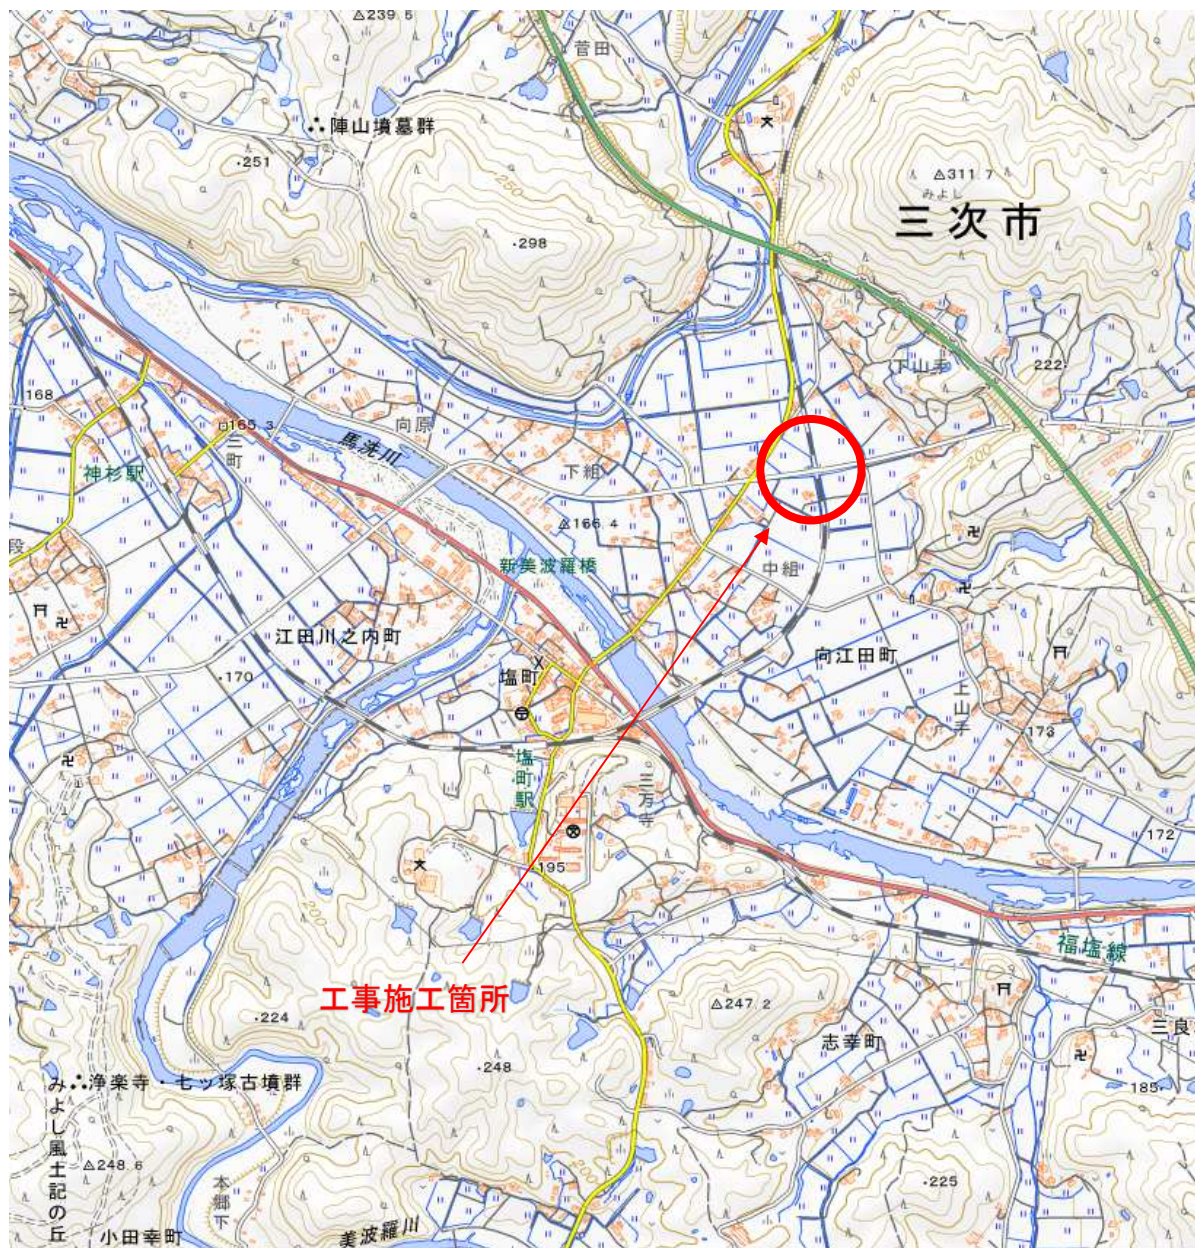 239.5
菅田
陣山墳墓群
251
200
311.7
みよし
三次市
250
298
下山手
222
168
165.3
三町
向原
馬洗川
下組
200
神杉駅
166.4
段
新美波羅橋
中組
江田川之内町
向江田町
170
塩町
上山手
173
塩町駅
三万寺
172
195
200
福塩線
工事施工箇所
247.2
224
志幸町
三良
248
185
浄楽寺・七ッ塚古墳群
みよし風土記の丘
248.6
200
225
本郷下
小田幸町
美波羅川